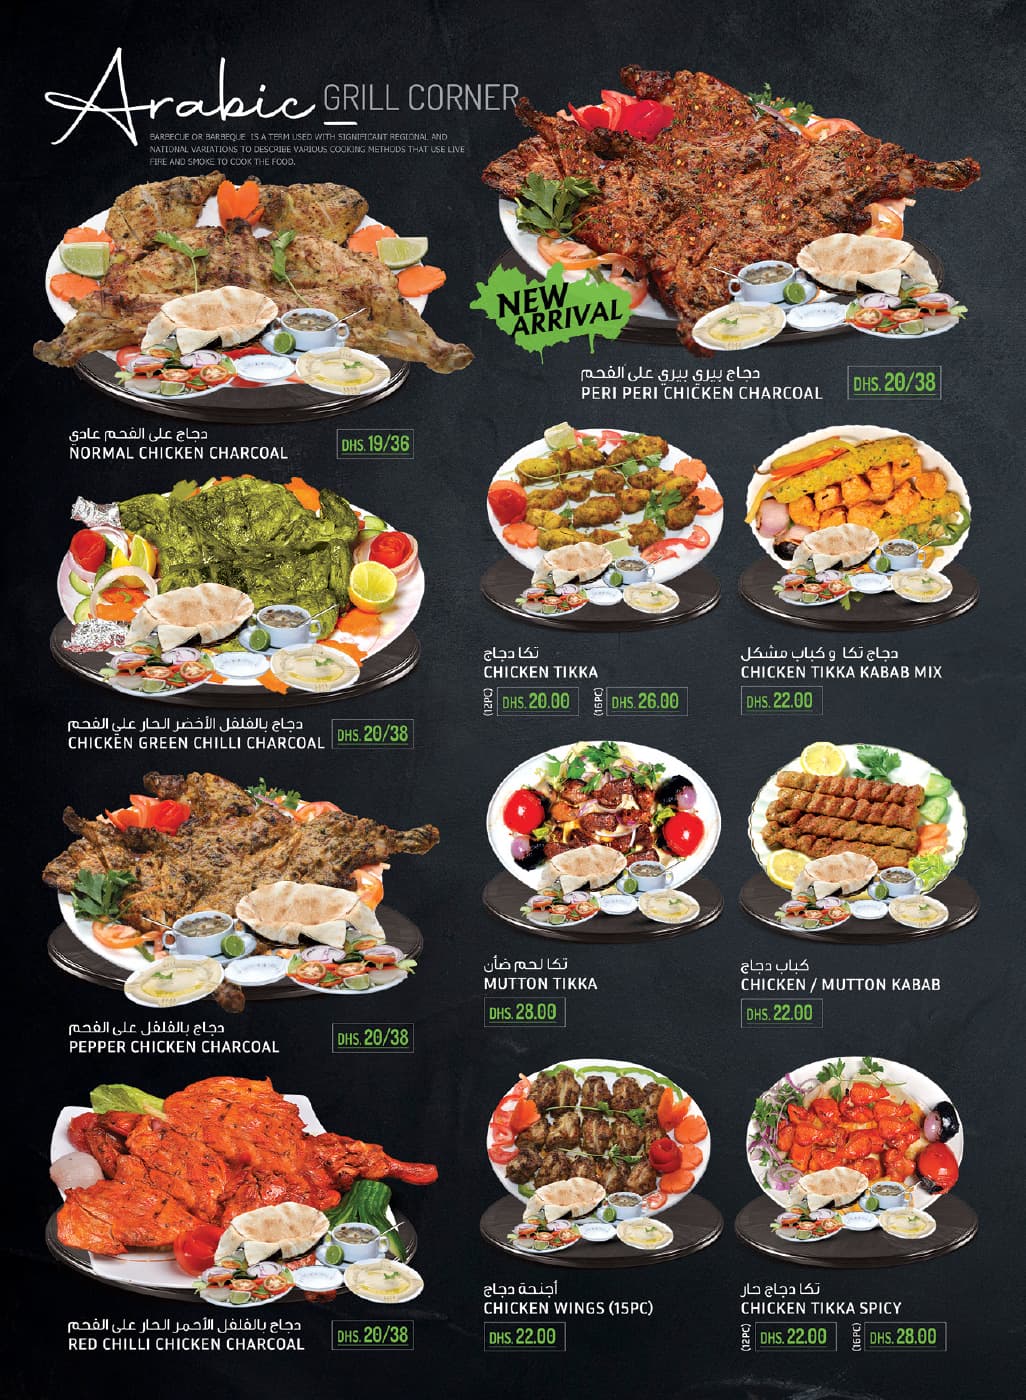 Arabic GRILL CORNER
BARBECUE OR BARBEQUE  IS A TERM USED WITH SIGNIFICANT REGIONAL AND
NATIONAL VARIATIONS TO DESCRIBE VARIOUS COOKING METHODS THAT USE LIVE
FIRE AND SMOKE TO COOK THE FOOD.
NEW
ARRIVAL
دجاج بيري بيري على الفحم
PERI PERI CHICKEN CHARCOAL
DHS. 20/38
دجاج على الفحم عادي
NORMAL CHICKEN CHARCOAL
DHS. 19/36
دجاج بالفلفل الأخضر الحار على الفحم
CHICKEN GREEN CHILLI CHARCOAL
DHS. 20/38
تكا دجاج
CHICKEN TIKKA
(12PC) DHS. 20.00 (16PC) DHS. 26.00
دجاج تكا و كباب مشكل
CHICKEN TIKKA KABAB MIX
DHS. 22.00
دجاج بالفلفل على الفحم
PEPPER CHICKEN CHARCOAL
DHS. 20/38
تكا لحم ضأن
MUTTON TIKKA
DHS. 28.00
كباب دجاج
CHICKEN / MUTTON KABAB
DHS. 22.00
دجاج بالفلفل الأحمر الحار على الفحم
RED CHILLI CHICKEN CHARCOAL
DHS. 20/38
أجنحة دجاج
CHICKEN WINGS (15PC)
DHS. 22.00
تكا دجاج حار
CHICKEN TIKKA SPICY
(12PC) DHS. 22.00 (16PC) DHS. 28.00